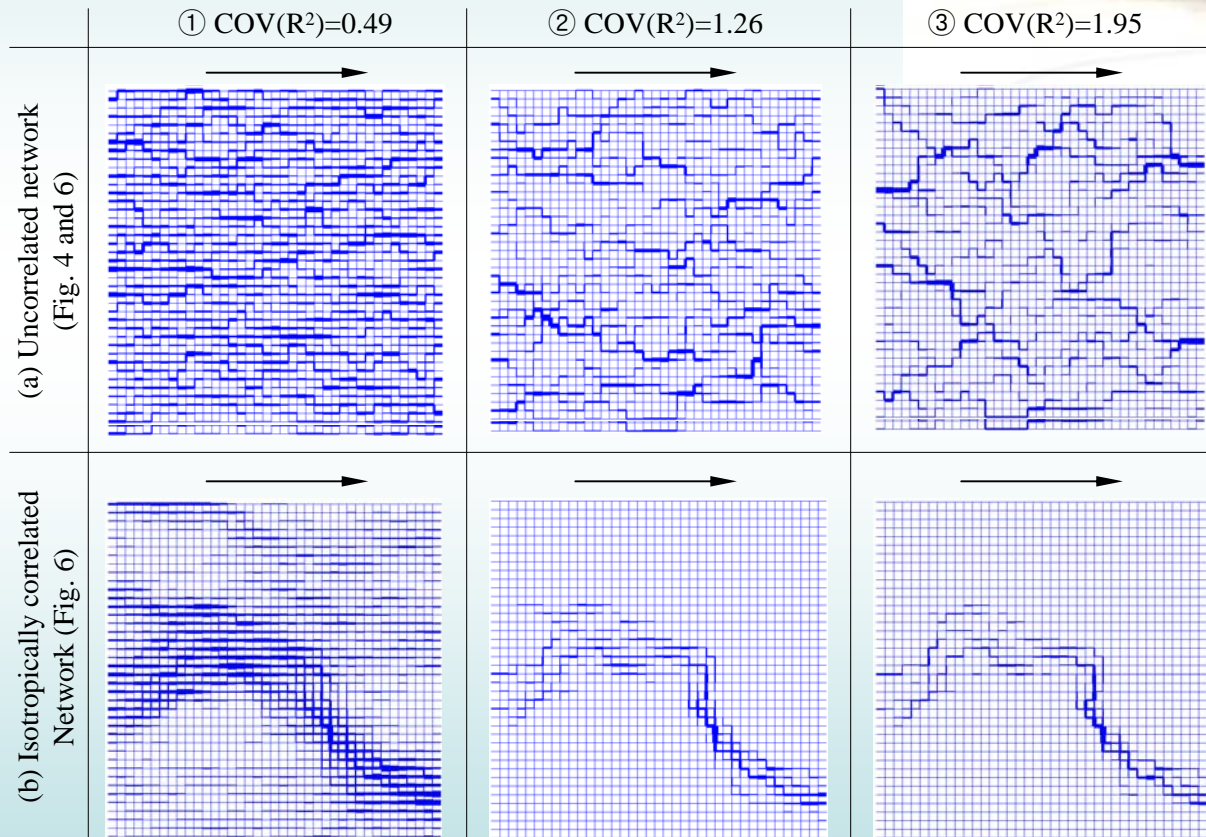 ① COV(R²)=0.49
② COV(R²)=1.26
③ COV(R²)=1.95
(a) Uncorrelated network
(Fig. 4 and 6)
(b) Isotropically correlated
Network (Fig. 6)